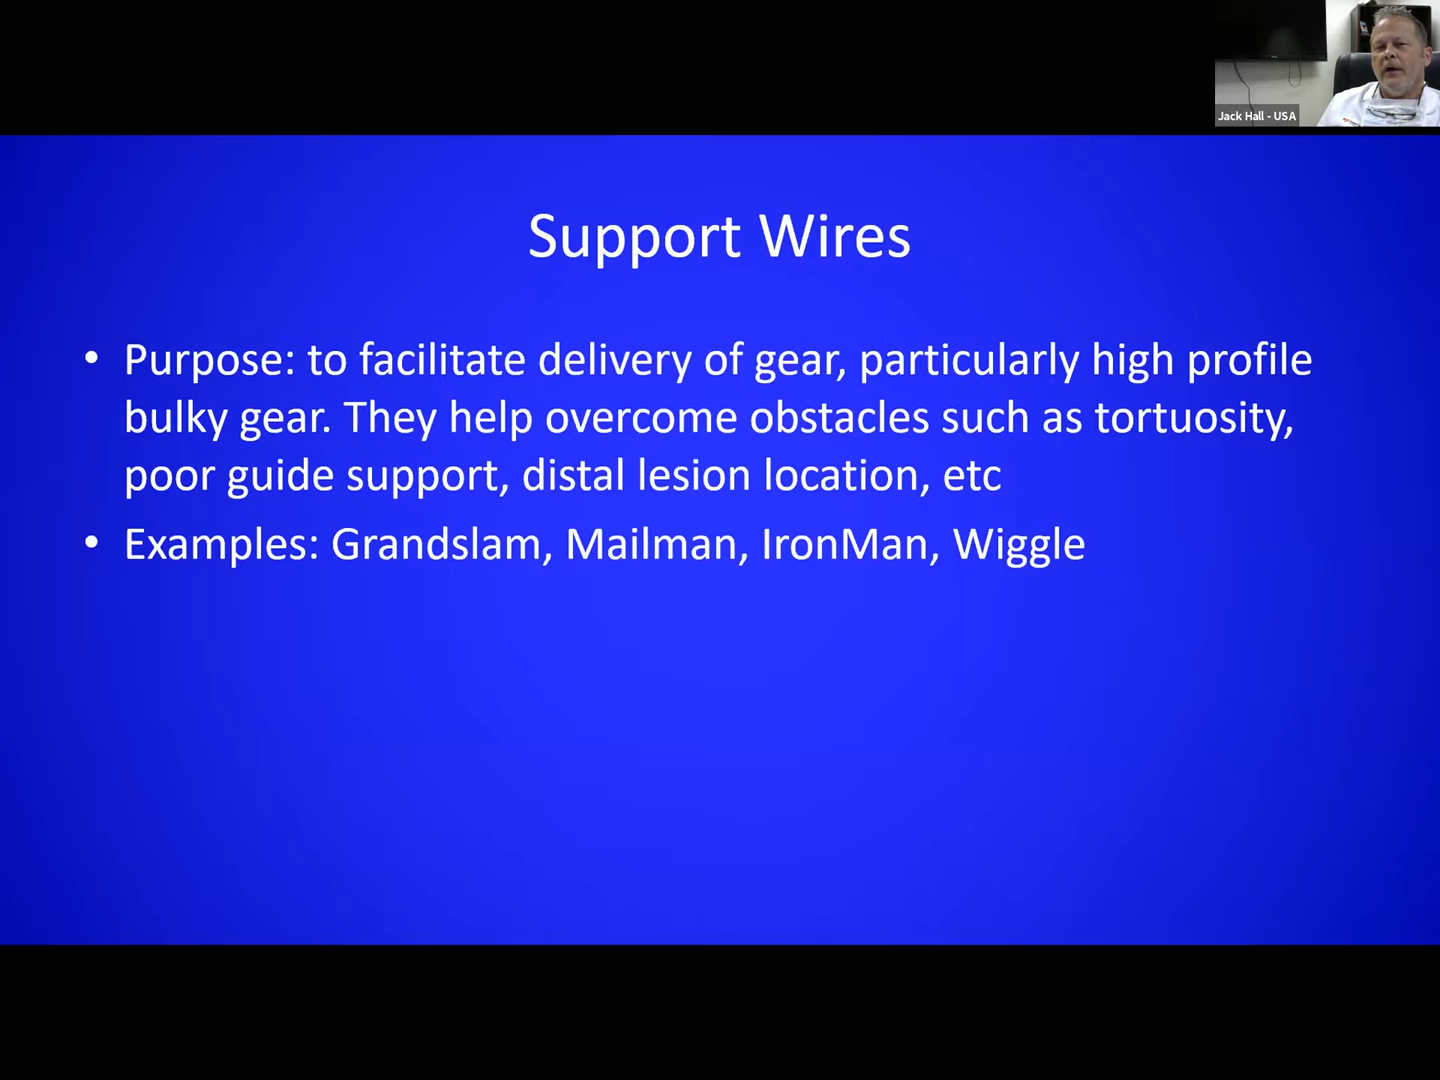 Jack Hall - USA
Support Wires
• Purpose: to facilitate delivery of gear, particularly high profile
bulky gear. They help overcome obstacles such as tortuosity,
poor guide support, distal lesion location, etc
• Examples: Grandslam, Mailman, IronMan, Wiggle